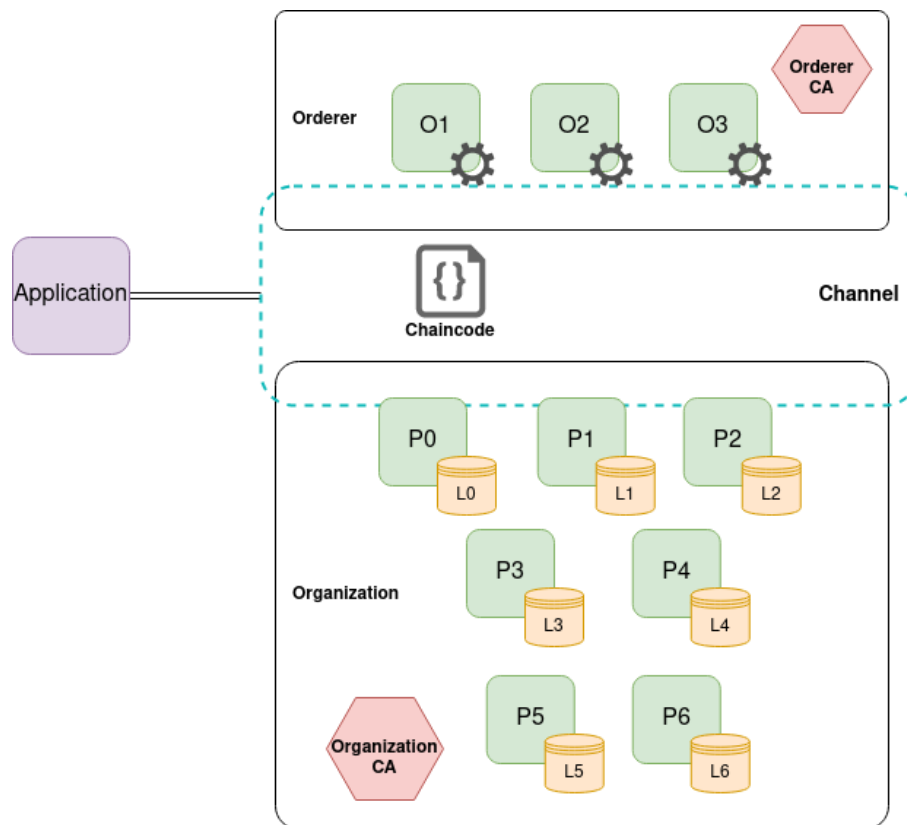 Orderer
CA
Orderer
O1
O2
O3
Application
{}
Chaincode
Channel
P0
L0
P1
L1
P2
L2
Organization
P3
L3
P4
L4
Organization
CA
P5
L5
P6
L6